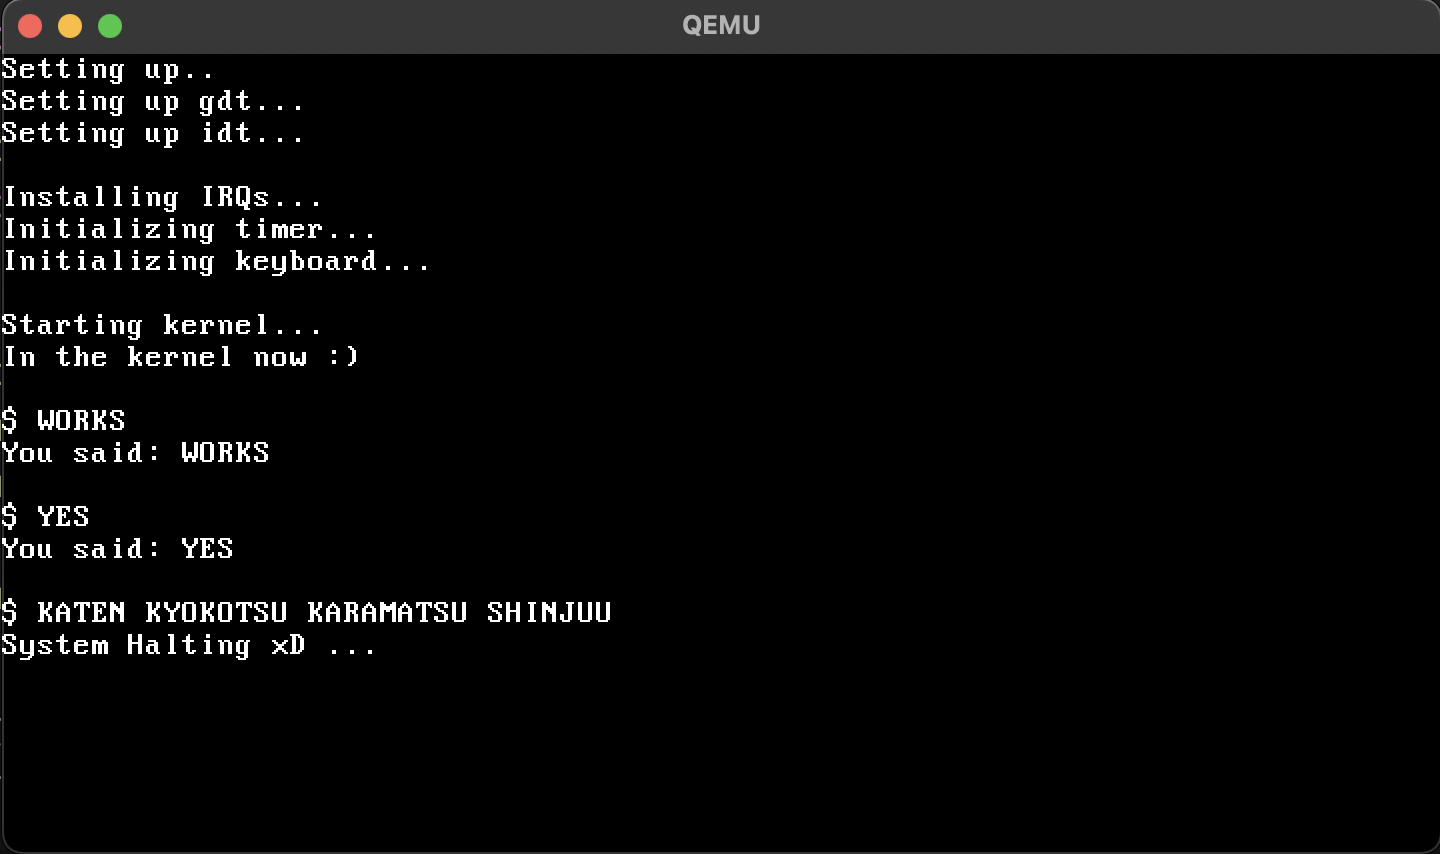 QEMU
Setting up..
Setting up gdt...
Setting up idt...
Installing IRQs...
Initializing timer...
Initializing keyboard...
Starting kernel...
In the kernel now :)
$ WORKS
You said: WORKS
$ YES
You said: YES
$ KATEN KYOKOTSU KARAMATSU SHINJUU
System Halting xD ...